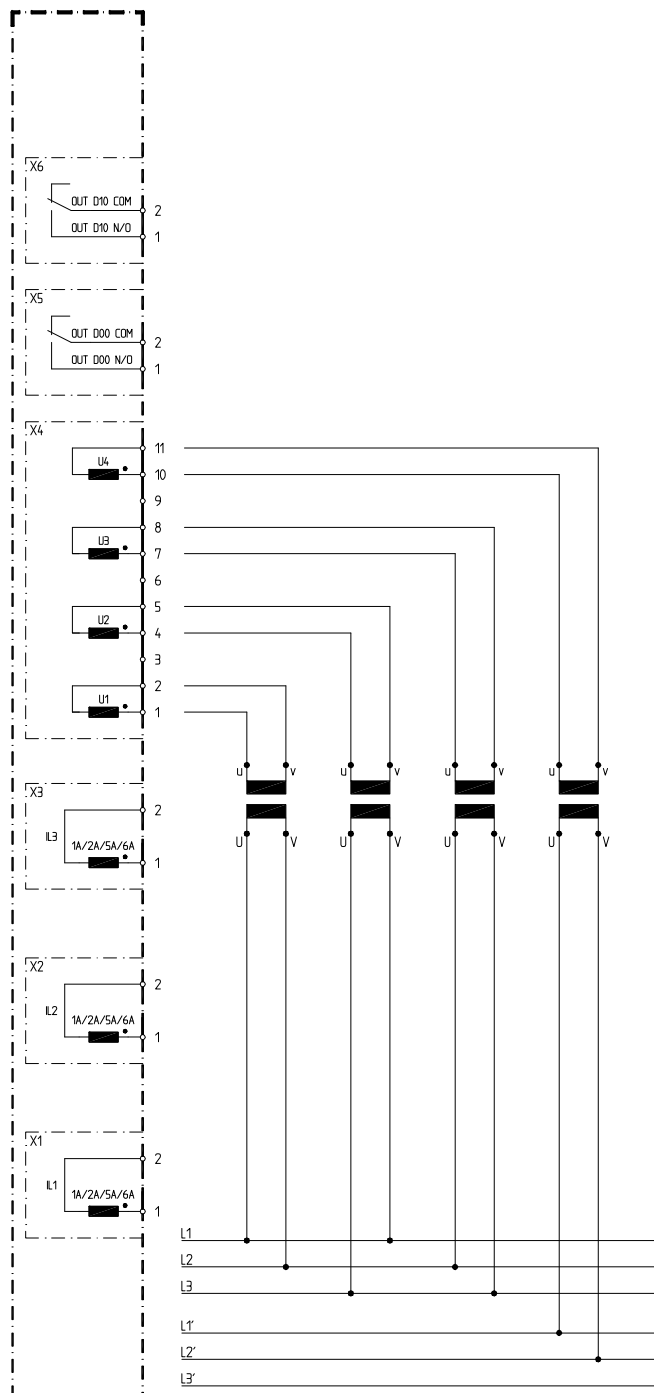 X6
OUT D10 COM
2
OUT D10 N/O
1
X5
OUT D00 COM
2
OUT D00 N/O
1
X4
11
U4
10
9
8
U3
7
6
5
U2
4
3
2
U1
1
u v u v u v u v
X3
2
IL3
1A/2A/5A/6A
1
U V U V U V U V
X2
2
IL2
1A/2A/5A/6A
1
X1
2
IL1
1A/2A/5A/6A
1
L1
L2
L3
L1'
L2'
L3'